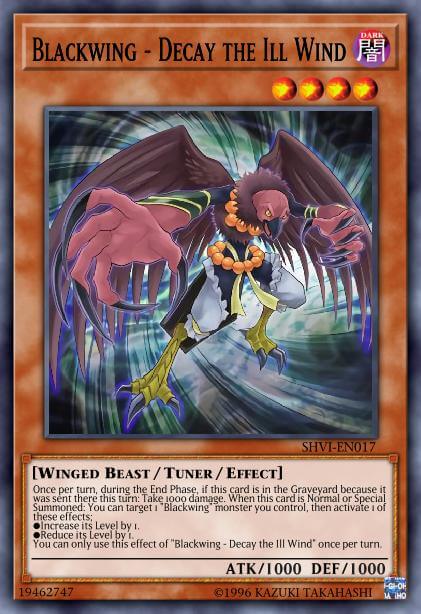 BLACKWING - DECAY THE ILL WIND
DARK
闇
SHVI-EN017
[WINGED BEAST / TUNER / EFFECT]
Once per turn, during the End Phase, if this card is in the Graveyard because it
was sent there this turn: Take 1000 damage. When this card is Normal or Special
Summoned: You can target 1 "Blackwing" monster you control, then activate 1 of
these effects;
●Increase its Level by 1.
●Reduce its Level by 1.
You can only use this effect of "Blackwing - Decay the Ill Wind" once per turn.
ATK/1000 DEF/1000
19462747
©1996 KAZUKI TAKAHASHI